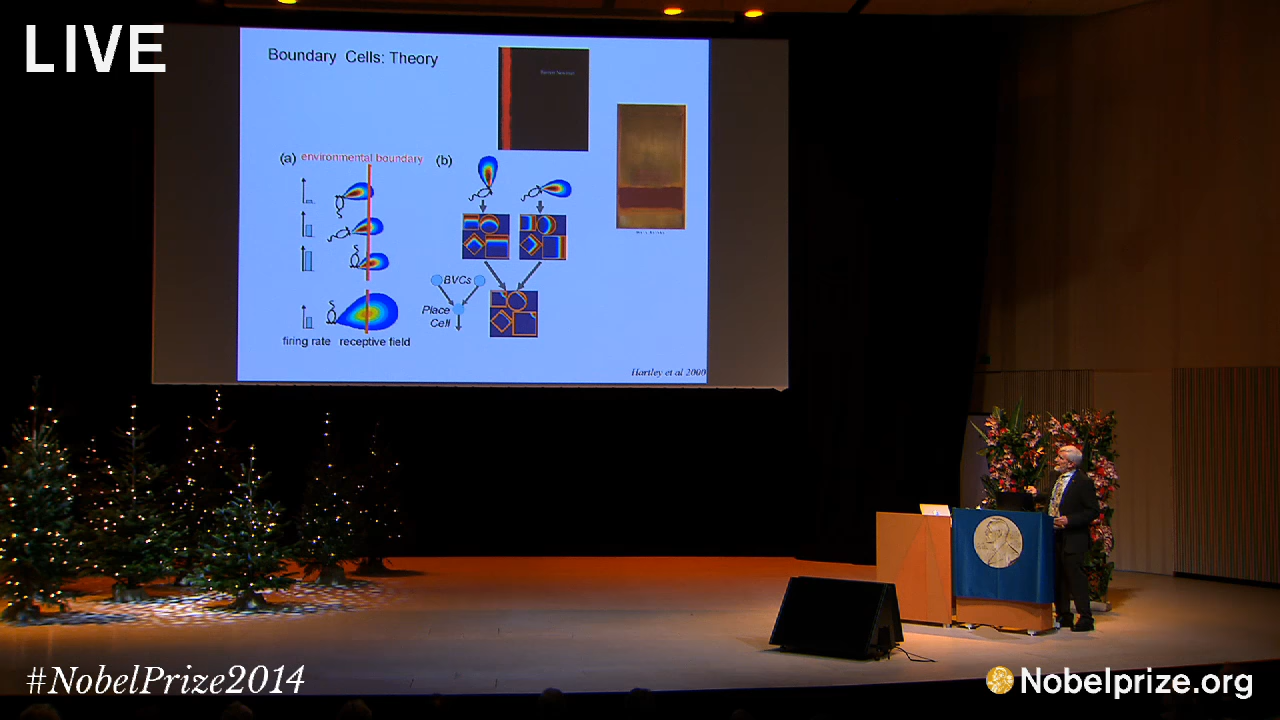 LIVE
Boundary Cells: Theory
(a) environmental boundary (b)
BVCs
Place
Cell
firing rate receptive field
Hartley et al 2000
#NobelPrize2014
Nobelprize.org